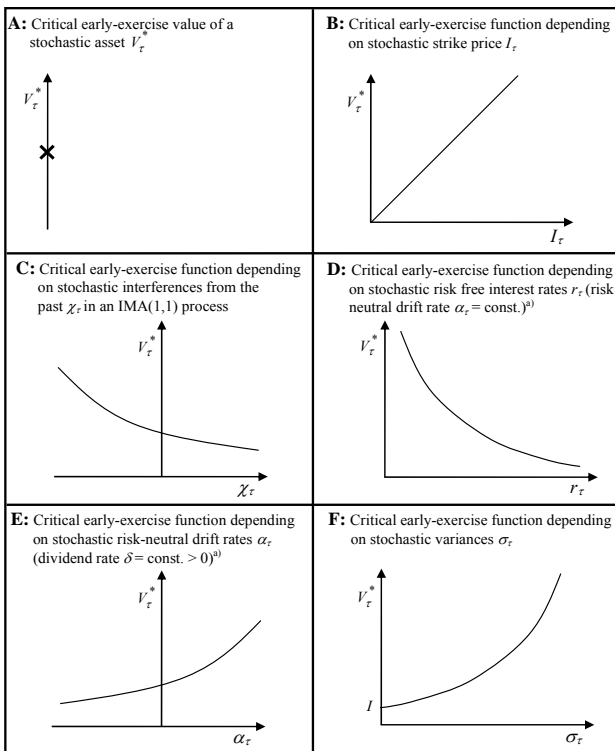 A: Critical early-exercise value of a
stochastic asset V*τ
V*τ
B: Critical early-exercise function depending
on stochastic strike price Iτ
V*τ
Iτ
C: Critical early-exercise function depending
on stochastic interferences from the
past χτ in an IMA(1,1) process
V*τ
χτ
D: Critical early-exercise function depending
on stochastic risk free interest rates rτ (risk
neutral drift rate ατ = const.)a)
V*τ
rτ
E: Critical early-exercise function depending
on stochastic risk-neutral drift rates ατ
(dividend rate δ = const. > 0)a)
V*τ
ατ
F: Critical early-exercise function depending
on stochastic variances στ
V*τ
I
στ